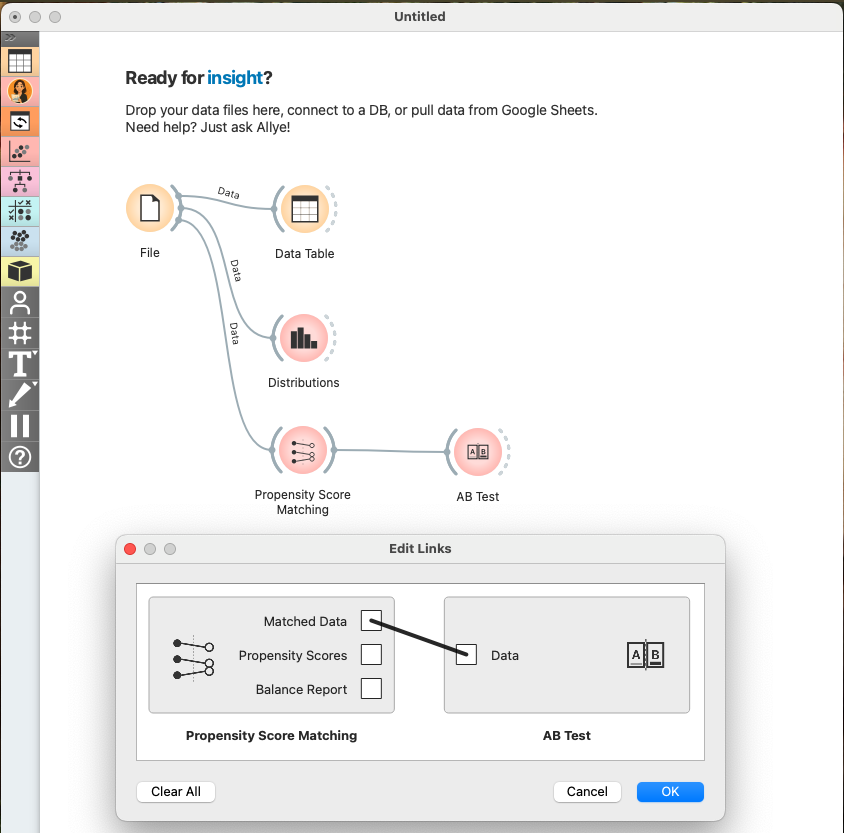 Untitled
Ready for insight?
Drop your data files here, connect to a DB, or pull data from Google Sheets.
Need help? Just ask Allye!
Data
File
Data Table
Data
Data
Distributions
A B
Propensity Score
Matching
AB Test
Edit Links
Matched Data
Propensity Scores
Data
A B
Balance Report
Propensity Score Matching
AB Test
Clear All
Cancel
OK